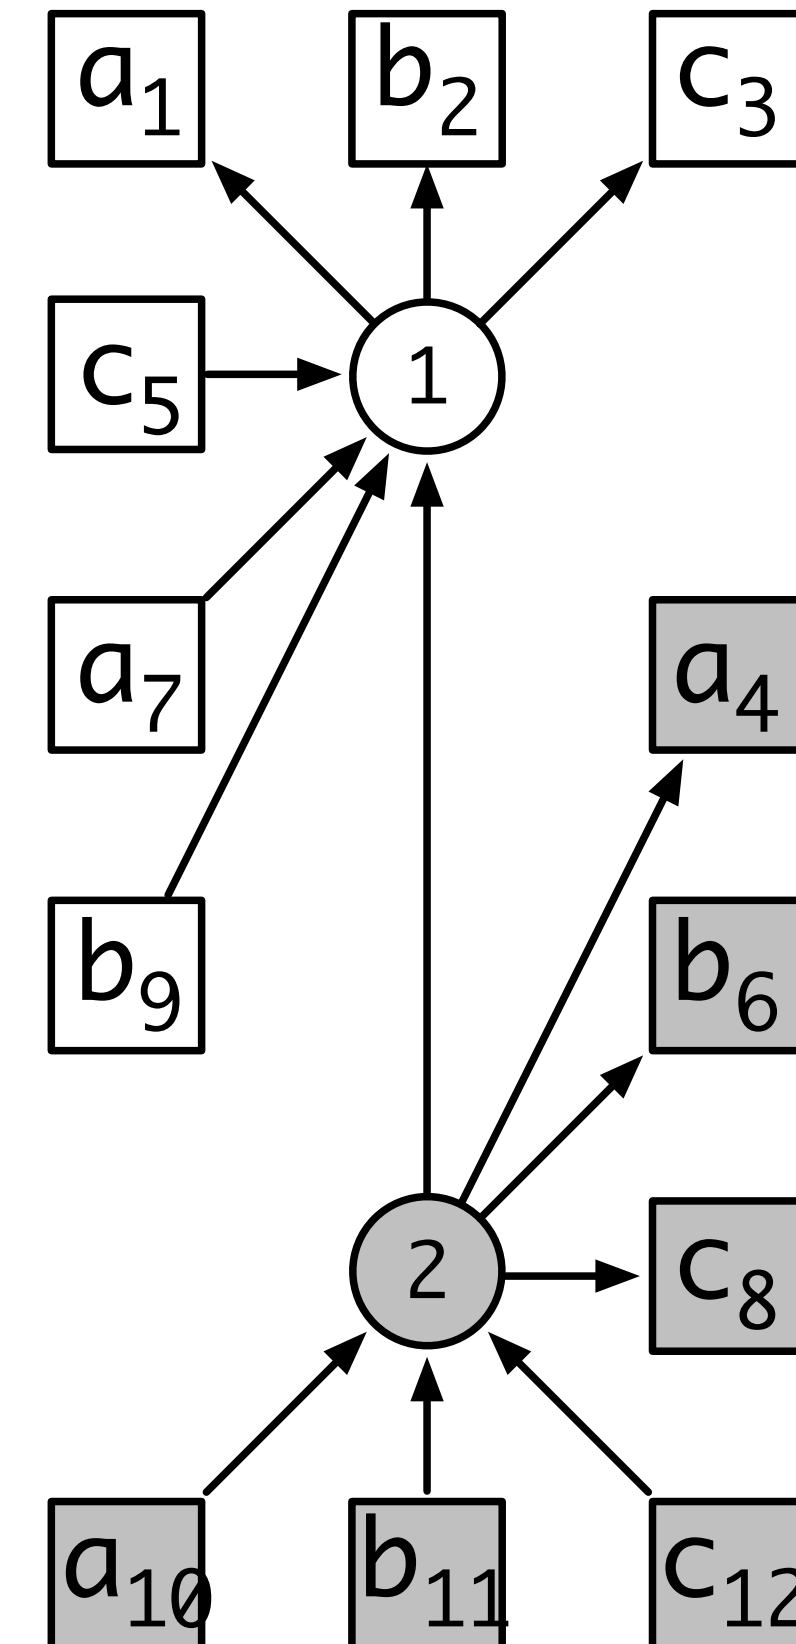 a₁ b₂ c₃
c₅ 1
a₇ a₄
b₉ b₆
2 c₈
a₁₀ b₁₁ c₁₂